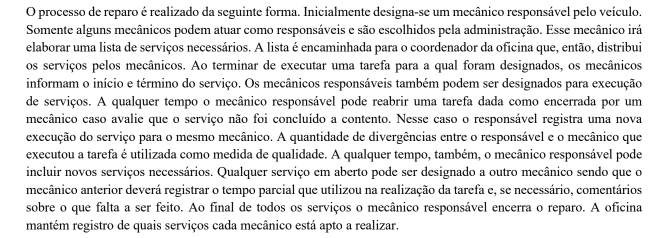 O processo de reparo é realizado da seguinte forma. Inicialmente designa-se um mecânico responsável pelo veículo.
Somente alguns mecânicos podem atuar como responsáveis e são escolhidos pela administração. Esse mecânico irá
elaborar uma lista de serviços necessários. A lista é encaminhada para o coordenador da oficina que, então, distribui
os serviços pelos mecânicos. Ao terminar de executar uma tarefa para a qual foram designados, os mecânicos
informam o início e término do serviço. Os mecânicos responsáveis também podem ser designados para execução
de serviços. A qualquer tempo o mecânico responsável pode reabrir uma tarefa dada como encerrada por um
mecânico caso avalie que o serviço não foi concluído a contento. Nesse caso o responsável registra uma nova
execução do serviço para o mesmo mecânico. A quantidade de divergências entre o responsável e o mecânico que
executou a tarefa é utilizada como medida de qualidade. A qualquer tempo, também, o mecânico responsável pode
incluir novos serviços necessários. Qualquer serviço em aberto pode ser designado a outro mecânico sendo que o
mecânico anterior deverá registrar o tempo parcial que utilizou na realização da tarefa e, se necessário, comentários
sobre o que falta a ser feito. Ao final de todos os serviços o mecânico responsável encerra o reparo. A oficina
mantém registro de quais serviços cada mecânico está apto a realizar.